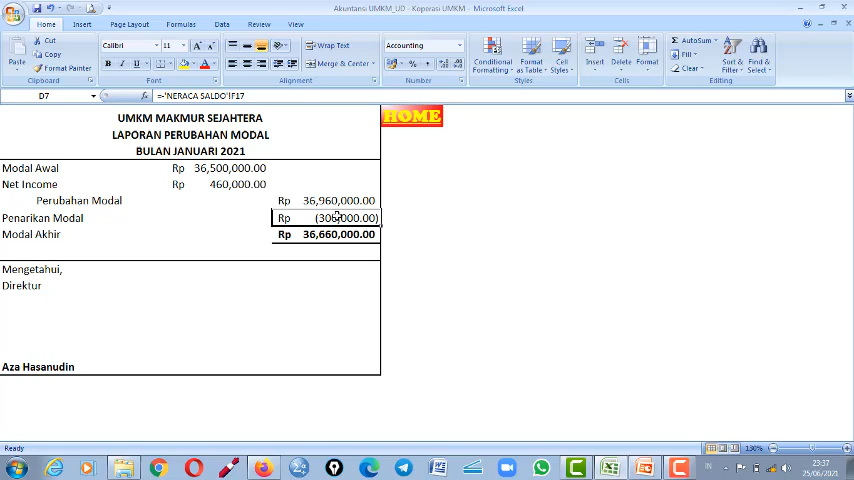 Akuntansi UMKM_UD - Koperasi UMKM - Microsoft Excel
Home Insert Page Layout Formulas Data Review View
Paste
Cut
Copy
Format Painter
Clipboard
Calibri 11
B I U
Font
Wrap Text
Merge & Center
Alignment
Accounting
Number
Conditional Formatting
Format as Table
Cell Styles
Styles
Insert Delete Format
Cells
AutoSum
Fill
Clear
Sort & Filter
Find & Select
Editing
D7 fx =-'NERACA SALDO'!F17
UMKM MAKMUR SEJAHTERA
HOME
LAPORAN PERUBAHAN MODAL
BULAN JANUARI 2021
Modal Awal Rp 36,500,000.00
Net Income Rp 460,000.00
Perubahan Modal Rp 36,960,000.00
Penarikan Modal Rp (300,000.00)
Modal Akhir Rp 36,660,000.00
Mengetahui,
Direktur
Aza Hasanudin
Ready 130%
IN 23:37
25/06/2021